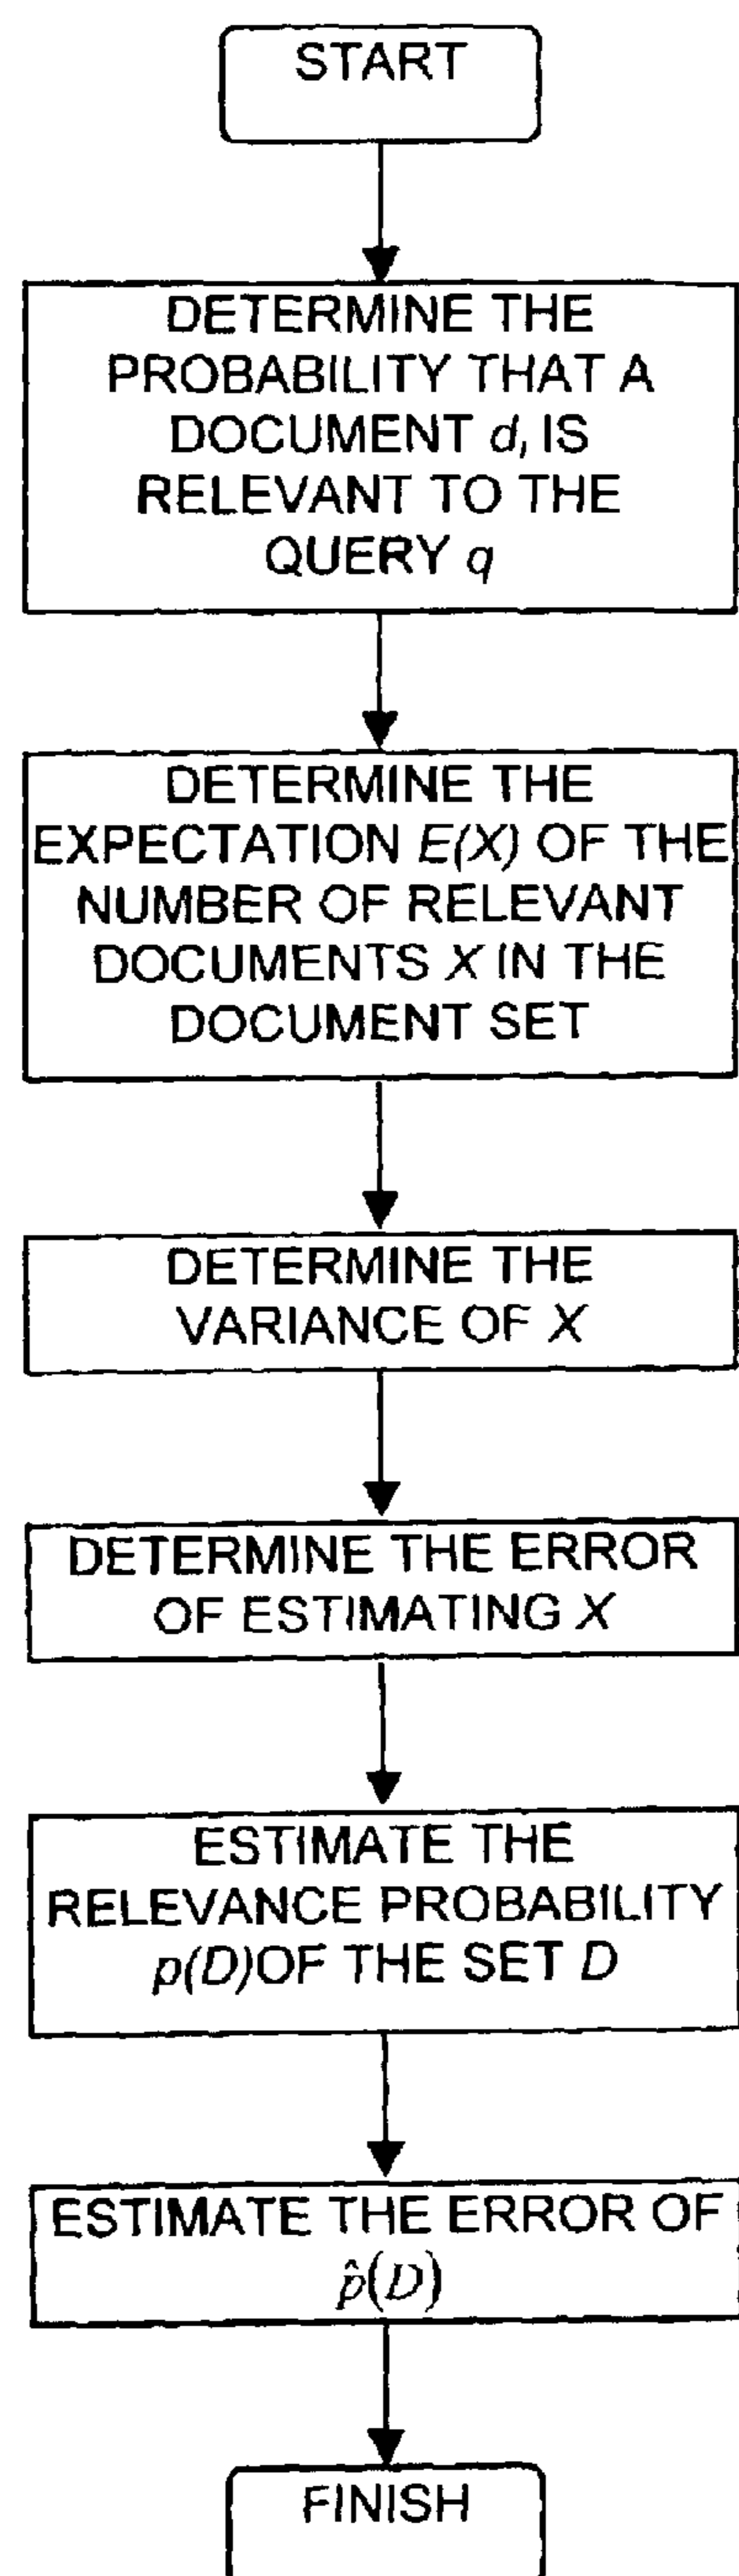 START
DETERMINE THE
PROBABILITY THAT A
DOCUMENT d, IS
RELEVANT TO THE
QUERY q
DETERMINE THE
EXPECTATION E(X) OF THE
NUMBER OF RELEVANT
DOCUMENTS X IN THE
DOCUMENT SET
DETERMINE THE
VARIANCE OF X
DETERMINE THE ERROR
OF ESTIMATING X
ESTIMATE THE
RELEVANCE PROBABILITY
p(D)OF THE SET D
ESTIMATE THE ERROR OF
p̂(D)
FINISH